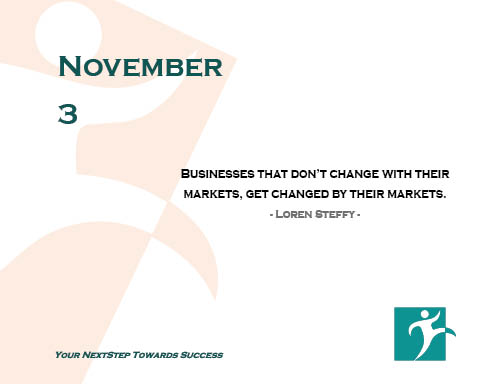 November
3
Businesses that don't change with their
markets, get changed by their markets.
- Loren Steffy -
Your NextStep Towards Success